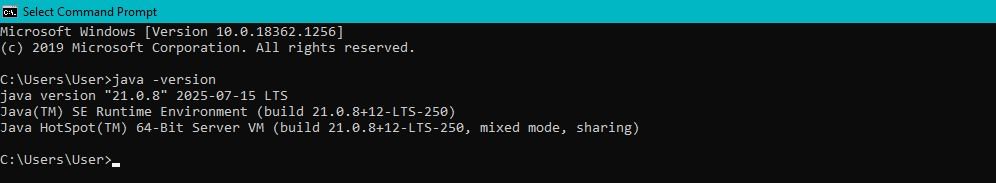 Select Command Prompt
Microsoft Windows [Version 10.0.18362.1256]
(c) 2019 Microsoft Corporation. All rights reserved.
C:\Users\User>java -version
java version "21.0.8" 2025-07-15 LTS
Java(TM) SE Runtime Environment (build 21.0.8+12-LTS-250)
Java HotSpot(TM) 64-Bit Server VM (build 21.0.8+12-LTS-250, mixed mode, sharing)
C:\Users\User>